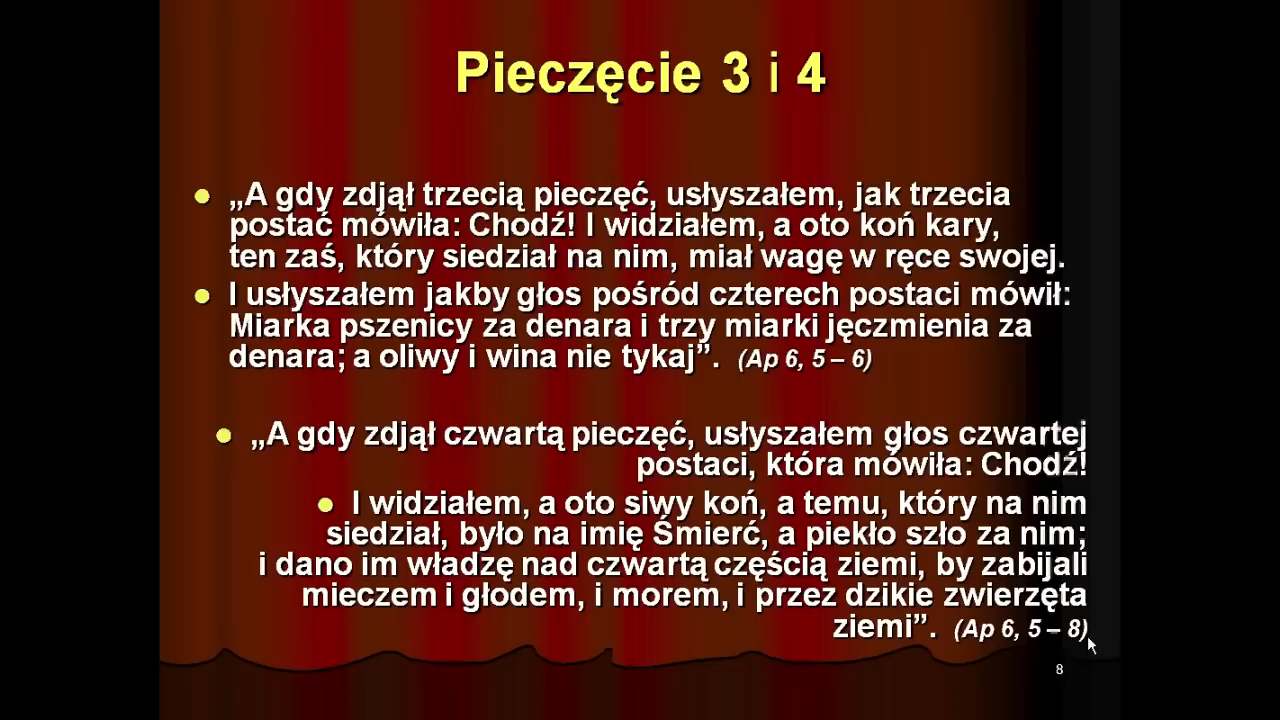 Pieczęcie 3 i 4
„A gdy zdjął trzecią pieczęć, usłyszałem, jak trzecia
postać mówiła: Chodź! I widziałem, a oto koń kary,
ten zaś, który siedział na nim, miał wagę w ręce swojej.
I usłyszałem jakby głos pośród czterech postaci mówił:
Miarka pszenicy za denara i trzy miarki jęczmienia za
denara; a oliwy i wina nie tykaj”. (Ap 6, 5 – 6)
„A gdy zdjął czwartą pieczęć, usłyszałem głos czwartej
postaci, która mówiła: Chodź!
I widziałem, a oto siwy koń, a temu, który na nim
siedział, było na imię Śmierć, a piekło szło za nim;
i dano im władzę nad czwartą częścią ziemi, by zabijali
mieczem i głodem, i morem, i przez dzikie zwierzęta
ziemi”. (Ap 6, 5 – 8)
8